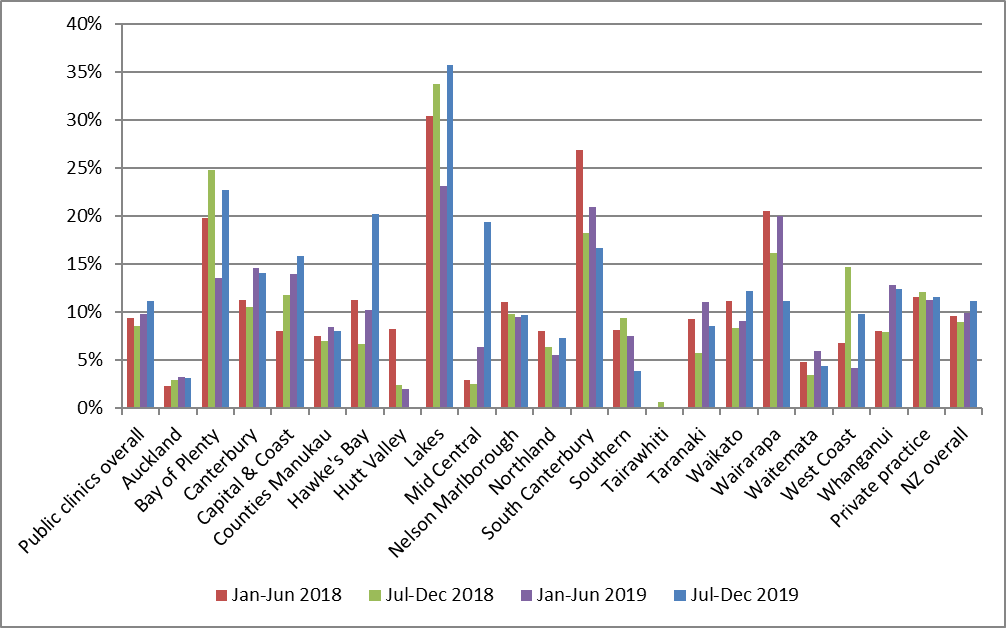 40%
35%
30%
25%
20%
15%
10%
5%
0%
Public clinics overall
Auckland
Bay of Plenty
Canterbury
Capital & Coast
Counties Manukau
Hawke's Bay
Hutt Valley
Lakes
Mid Central
Nelson Marlborough
Northland
South Canterbury
Southern
Tairawhiti
Taranaki
Waikato
Wairarapa
Waitemata
West Coast
Whanganui
Private practice
NZ overall
Jan-Jun 2018 Jul-Dec 2018 Jan-Jun 2019 Jul-Dec 2019